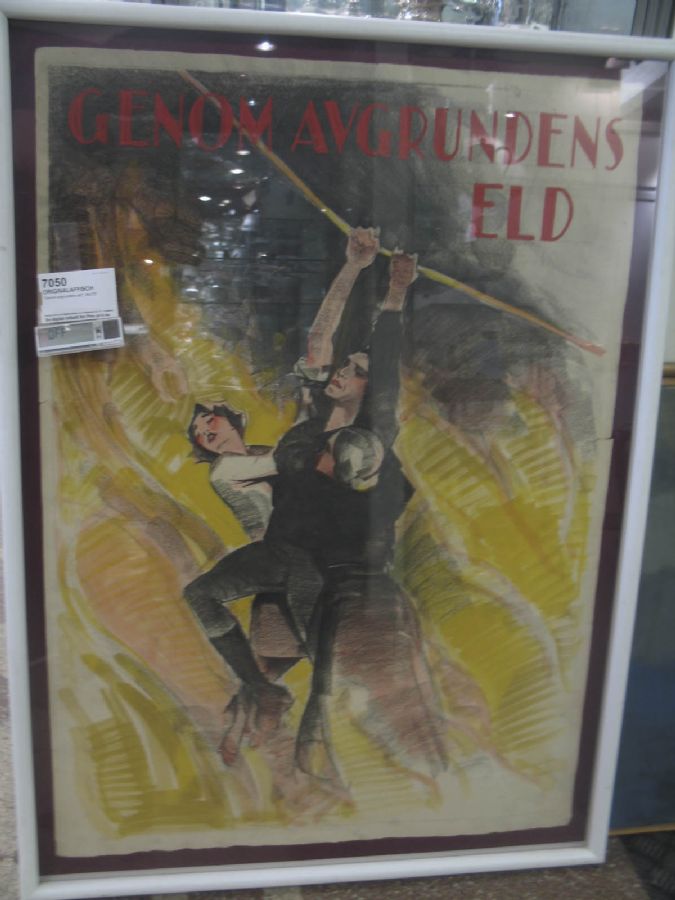 GENOM AVGRUNDENS
ELD
7050
ORIGINALAFFISCH